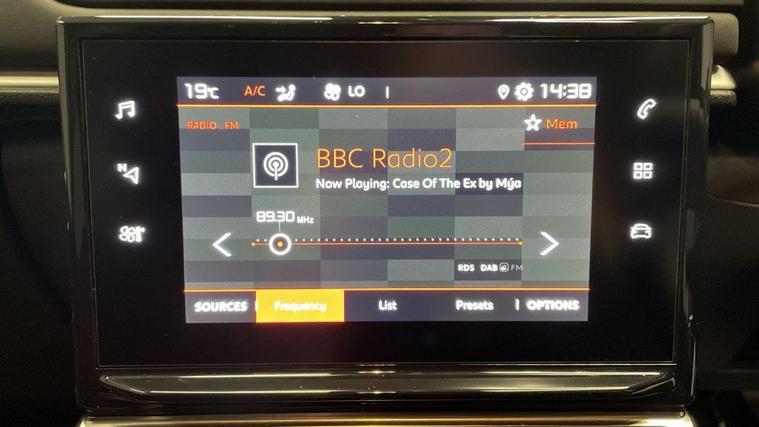 19°C A/C LO 14:38
RADIO . FM Mem
BBC Radio2
Now Playing: Case Of The Ex by Mýa
89.30 MHz
N
RDS DAB FM
SOURCES Frequency List Presets OPTIONS